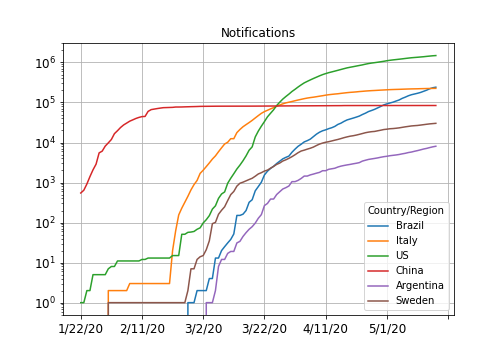 Notifications
10^6
10^5
10^4
10^3
10^2
10^1
10^0
1/22/20
2/11/20
3/2/20
3/22/20
4/11/20
5/1/20
Country/Region
Brazil
Italy
US
China
Argentina
Sweden